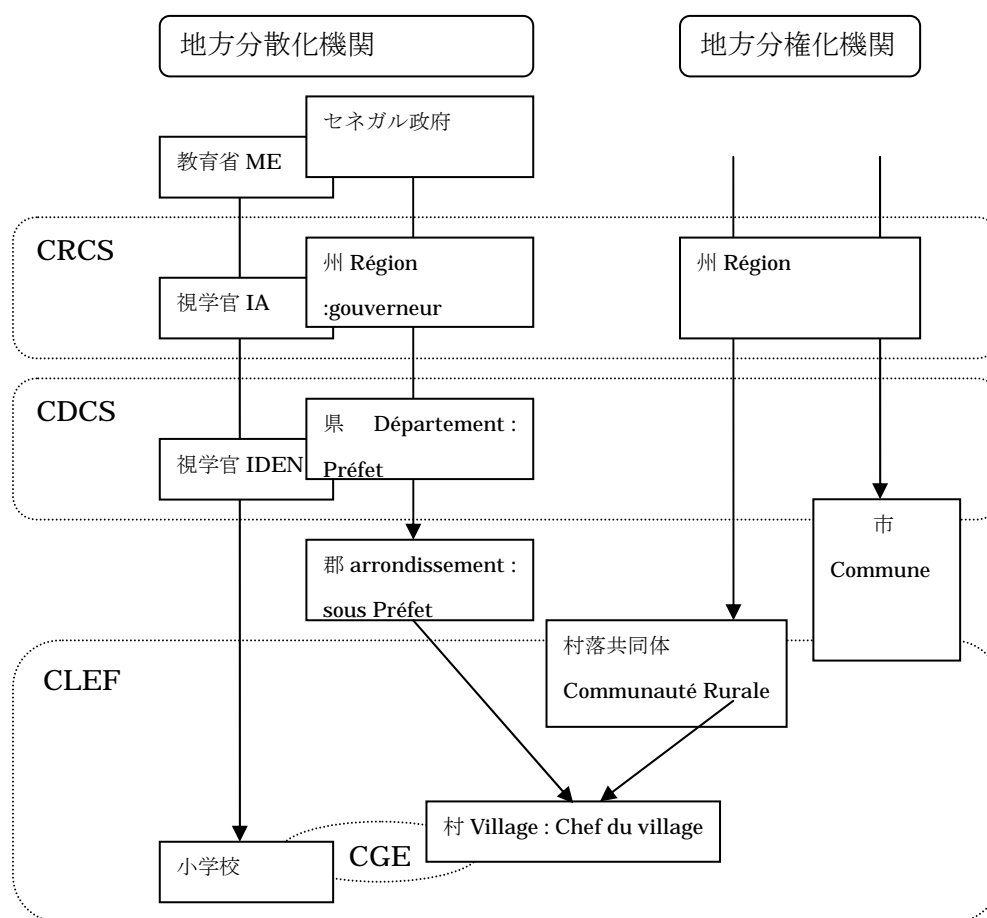 地方分散化機関
地方分権化機関
セネガル政府
教育省 ME
CRCS
州 Région
:gouverneur
州 Région
視学官 IA
CDCS
県 Département :
Préfet
視学官 IDEN
市
Commune
郡 arrondissement :
sous Préfet
村落共同体
Communauté Rurale
CLEF
村 Village : Chef du village
CGE
小学校